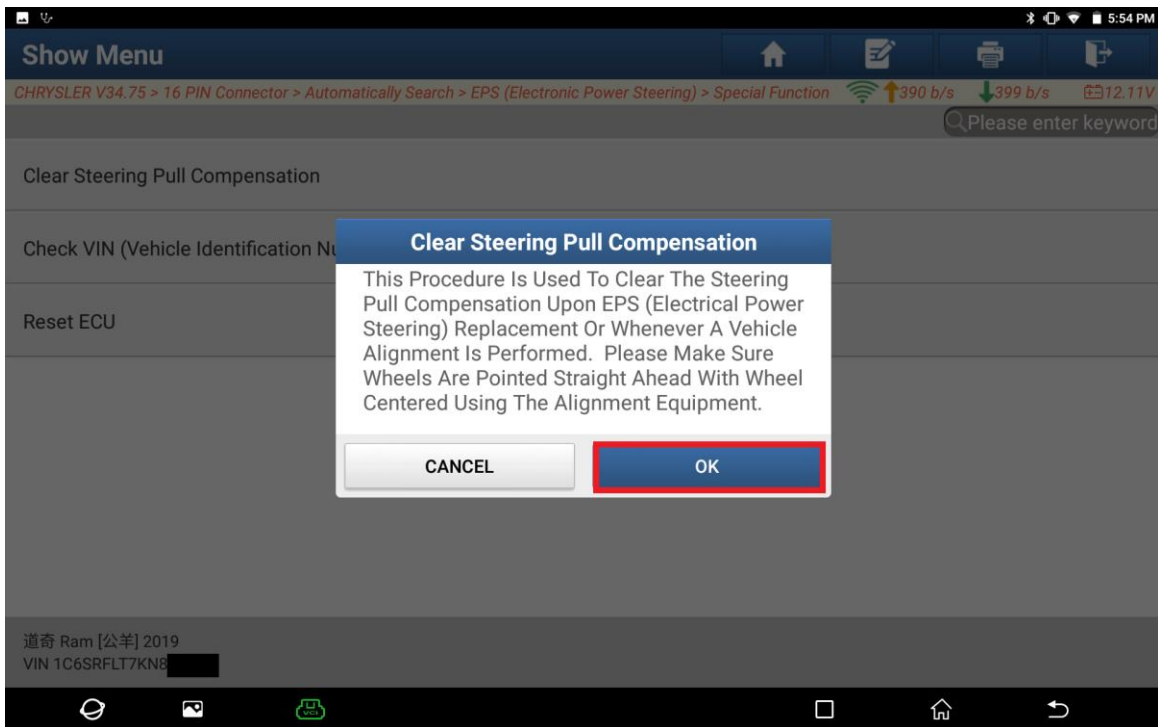 5:54 PM
Show Menu
CHRYSLER V34.75 > 16 PIN Connector > Automatically Search > EPS (Electronic Power Steering) > Special Function 390 b/s 399 b/s 12.11V
Please enter keyword
Clear Steering Pull Compensation
Check VIN (Vehicle Identification
Reset ECU
Clear Steering Pull Compensation
This Procedure Is Used To Clear The Steering
Pull Compensation Upon EPS (Electrical Power
Steering) Replacement Or Whenever A Vehicle
Alignment Is Performed. Please Make Sure
Wheels Are Pointed Straight Ahead With Wheel
Centered Using The Alignment Equipment.
CANCEL OK
道奇 Ram [公羊] 2019
VIN 1C6SRFLT7KN8
VCI